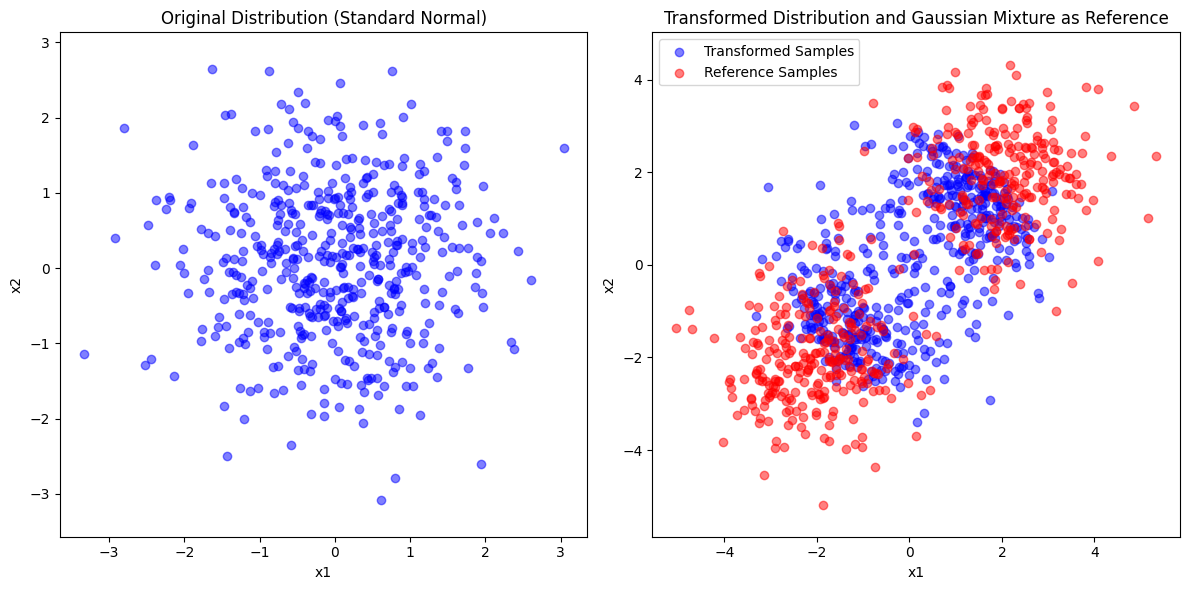 Original Distribution (Standard Normal)
3
2
1
0
−1
−2
−3
x2
−3 −2 −1 0 1 2 3
x1
Transformed Distribution and Gaussian Mixture as Reference
Transformed Samples
Reference Samples
4
2
0
−2
−4
x2
−4 −2 0 2 4
x1